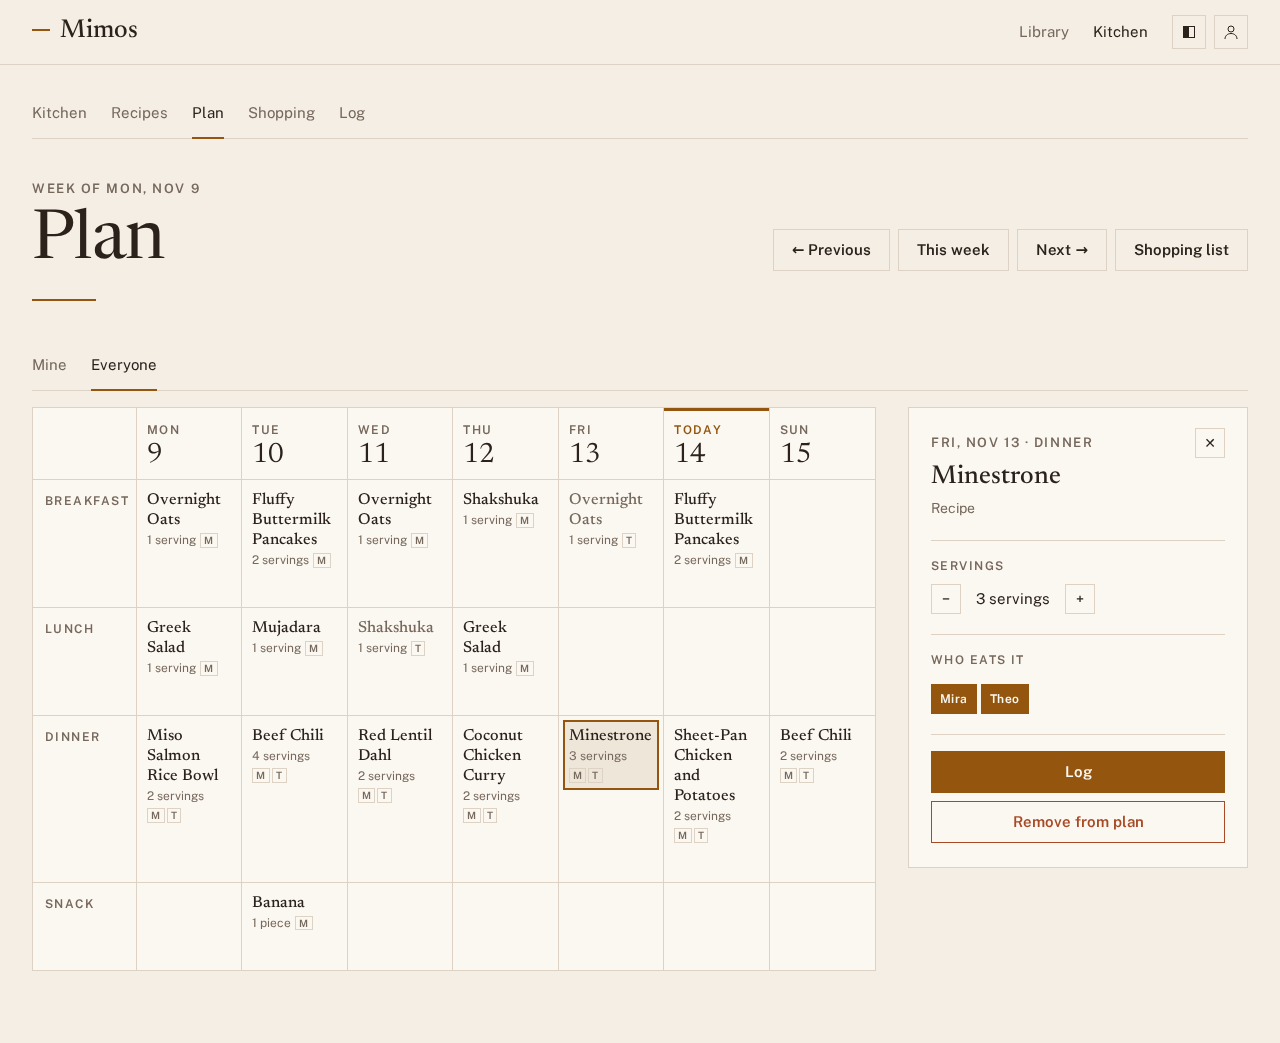 Mimos
Library Kitchen
Kitchen Recipes Plan Shopping Log
WEEK OF MON, NOV 9
Plan
← Previous This week Next → Shopping list
Mine Everyone
MON 9
TUE 10
WED 11
THU 12
FRI 13
TODAY 14
SUN 15
BREAKFAST
Overnight Oats
1 serving M
Fluffy Buttermilk Pancakes
2 servings M
Overnight Oats
1 serving M
Shakshuka
1 serving M
Overnight Oats
1 serving T
Fluffy Buttermilk Pancakes
2 servings M
LUNCH
Greek Salad
1 serving M
Mujadara
1 serving M
Shakshuka
1 serving T
Greek Salad
1 serving M
DINNER
Miso Salmon Rice Bowl
2 servings
M T
Beef Chili
4 servings
M T
Red Lentil Dahl
2 servings
M T
Coconut Chicken Curry
2 servings
M T
Minestrone
3 servings
M T
Sheet-Pan Chicken and Potatoes
2 servings
M T
Beef Chili
2 servings
M T
SNACK
Banana
1 piece M
FRI, NOV 13 · DINNER
×
Minestrone
Recipe
SERVINGS
− 3 servings +
WHO EATS IT
Mira Theo
Log
Remove from plan